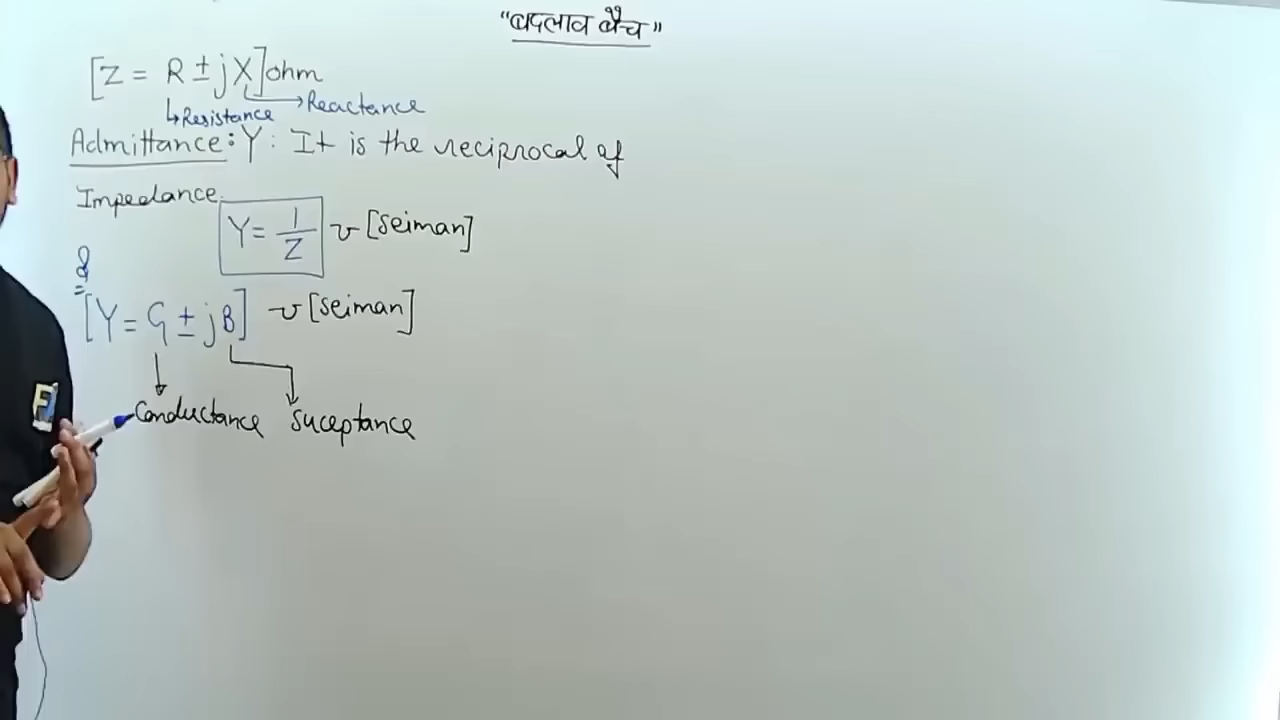 “बदलाव बैच”
[Z = R ± jX] ohm
↳Resistance → Reactance
Admittance: Y: It is the reciprocal of
Impedance.
Y = 1/Z ʊ [seiman]
&
[Y = G ± jB] ʊ [seiman]
Conductance suceptance